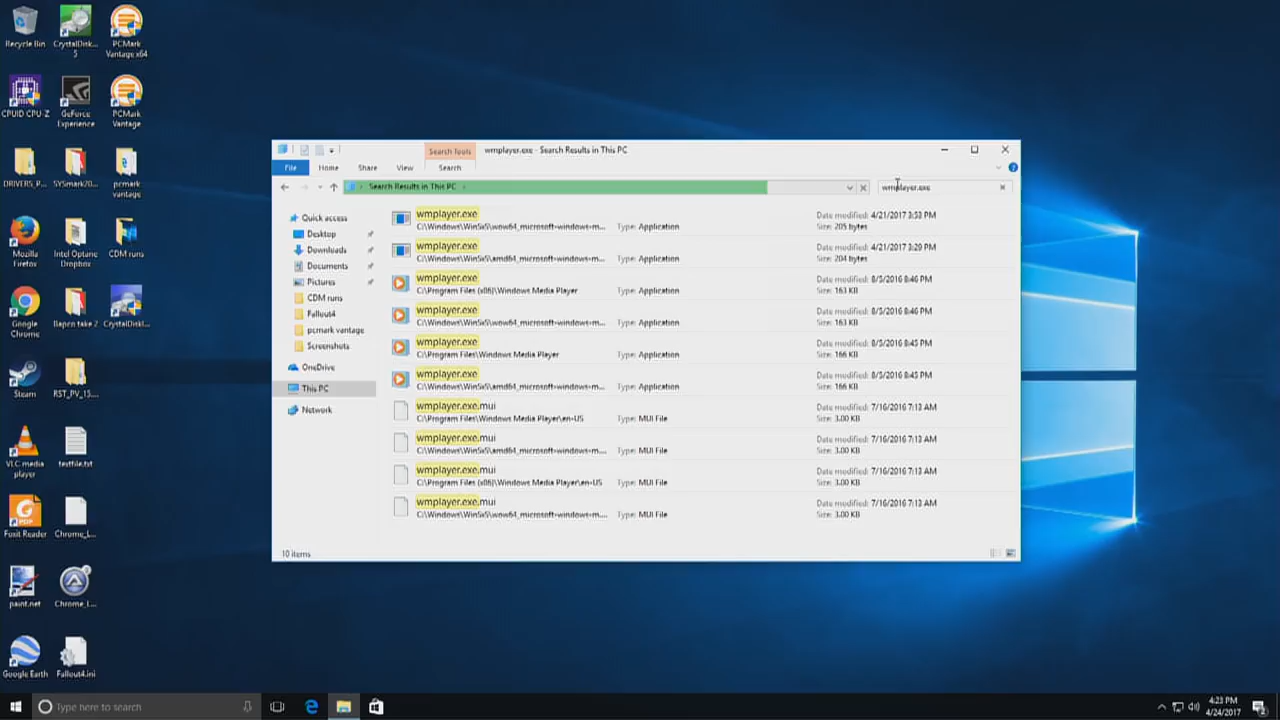 Recycle Bin
CrystalDisk...
5
PCMark
Vantage x64
CPUID CPU-Z
GeForce
Experience
PCMark
Vantage
DRIVERS_P...
SYSmark20...
pcmark
vantage
Mozilla
Firefox
Intel Optane
Dropbox
CDM runs
Google
Chrome
CrystalDiskI...
Steam
RST_PV_15...
VLC media
player
testfile.txt
Foxit Reader
Chrome_I...
paint.net
Chrome_I...
Google Earth
Fallout4.ini
Search Tools
wmplayer.exe - Search Results in This PC
File
Home
Share
View
Search
Search Results in This PC
wmplayer.exe
Quick access
Desktop
Downloads
Documents
Pictures
CDM runs
Fallout4
pcmark vantage
Screenshots
OneDrive
This PC
Network
wmplayer.exe
Date modified: 4/21/2017 3:53 PM
C:\Windows\WinSxS\wow64_microsoft-windows-m...
Type: Application
Size: 205 bytes
wmplayer.exe
Date modified: 4/21/2017 3:29 PM
C:\Windows\WinSxS\amd64_microsoft-windows-m...
Type: Application
Size: 204 bytes
wmplayer.exe
Date modified: 8/5/2016 8:46 PM
C:\Program Files (x86)\Windows Media Player
Type: Application
Size: 163 KB
wmplayer.exe
Date modified: 8/5/2016 8:46 PM
C:\Windows\WinSxS\wow64_microsoft-windows-m...
Type: Application
Size: 163 KB
wmplayer.exe
Date modified: 8/5/2016 8:45 PM
C:\Program Files\Windows Media Player
Type: Application
Size: 166 KB
wmplayer.exe
Date modified: 8/5/2016 8:45 PM
C:\Windows\WinSxS\amd64_microsoft-windows-m...
Type: Application
Size: 166 KB
wmplayer.exe.mui
Date modified: 7/16/2016 7:13 AM
C:\Program Files\Windows Media Player\en-US
Type: MUI File
Size: 3.00 KB
wmplayer.exe.mui
Date modified: 7/16/2016 7:13 AM
C:\Windows\WinSxS\amd64_microsoft-windows-m...
Type: MUI File
Size: 3.00 KB
wmplayer.exe.mui
Date modified: 7/16/2016 7:13 AM
C:\Program Files (x86)\Windows Media Player\en-US
Type: MUI File
Size: 3.00 KB
wmplayer.exe.mui
Date modified: 7/16/2016 7:13 AM
C:\Windows\WinSxS\wow64_microsoft-windows-m...
Type: MUI File
Size: 3.00 KB
10 items
Type here to search
4:23 PM
4/24/2017